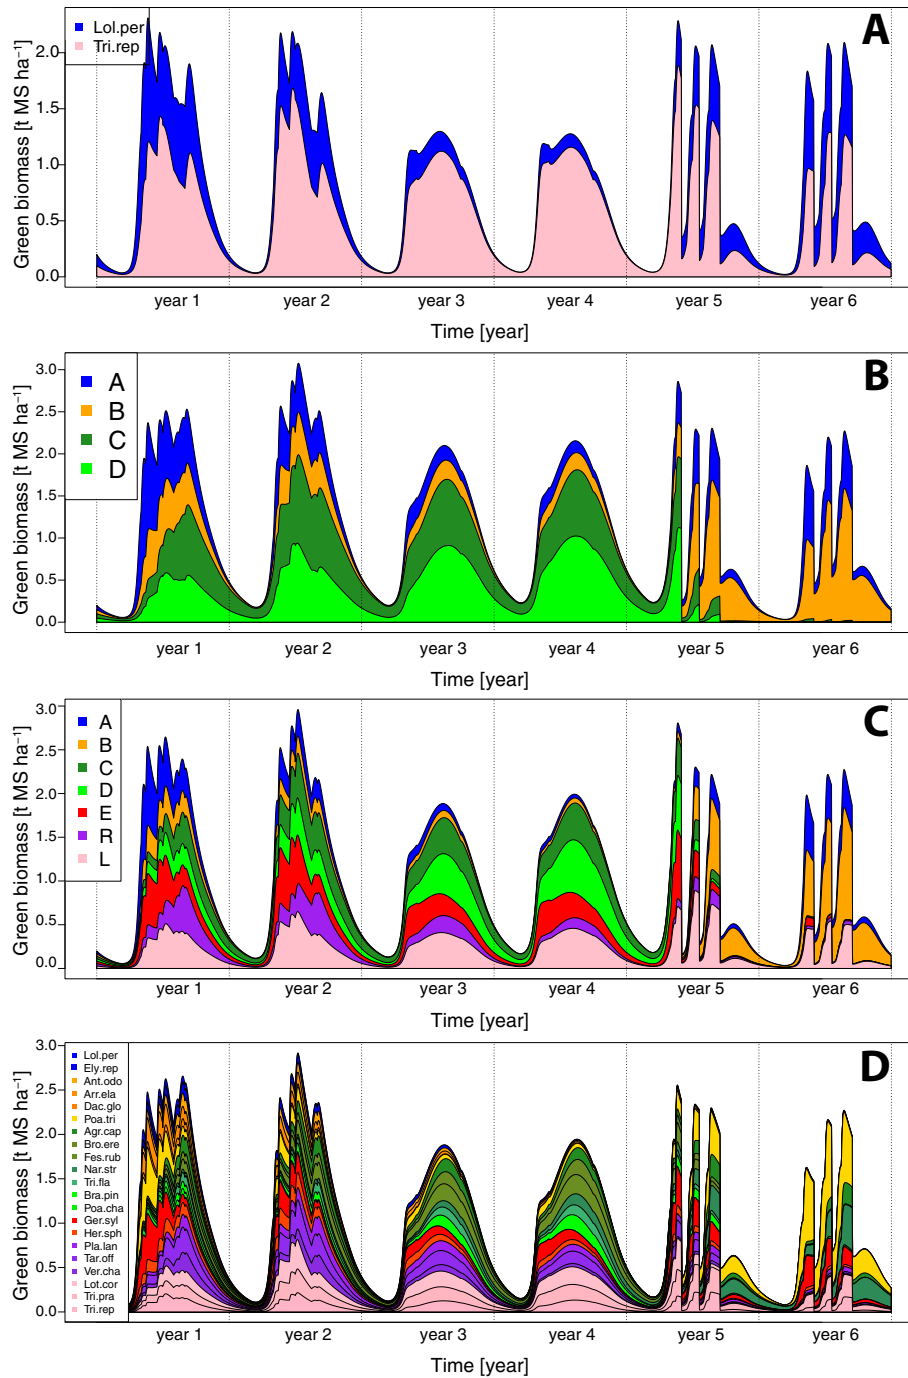 Lol.per
Tri.rep
A
Green biomass [t MS ha⁻¹]
0.0
0.5
1.0
1.5
2.0
year 1
year 2
year 3
year 4
year 5
year 6
Time [year]
A
B
C
D
B
Green biomass [t MS ha⁻¹]
0.0
0.5
1.0
1.5
2.0
2.5
3.0
year 1
year 2
year 3
year 4
year 5
year 6
Time [year]
A
B
C
D
E
R
L
C
Green biomass [t MS ha⁻¹]
0.0
0.5
1.0
1.5
2.0
2.5
3.0
year 1
year 2
year 3
year 4
year 5
year 6
Time [year]
Lol.per
Ely.rep
Ant.odo
Arr.ela
Dac.glo
Poa.tri
Agr.cap
Bro.ere
Fes.rub
Nar.str
Tri.fla
Bra.pin
Poa.cha
Ger.syl
Her.sph
Pla.lan
Tar.off
Ver.cha
Lot.cor
Tri.pra
Tri.rep
D
Green biomass [t MS ha⁻¹]
0.0
0.5
1.0
1.5
2.0
2.5
3.0
year 1
year 2
year 3
year 4
year 5
year 6
Time [year]